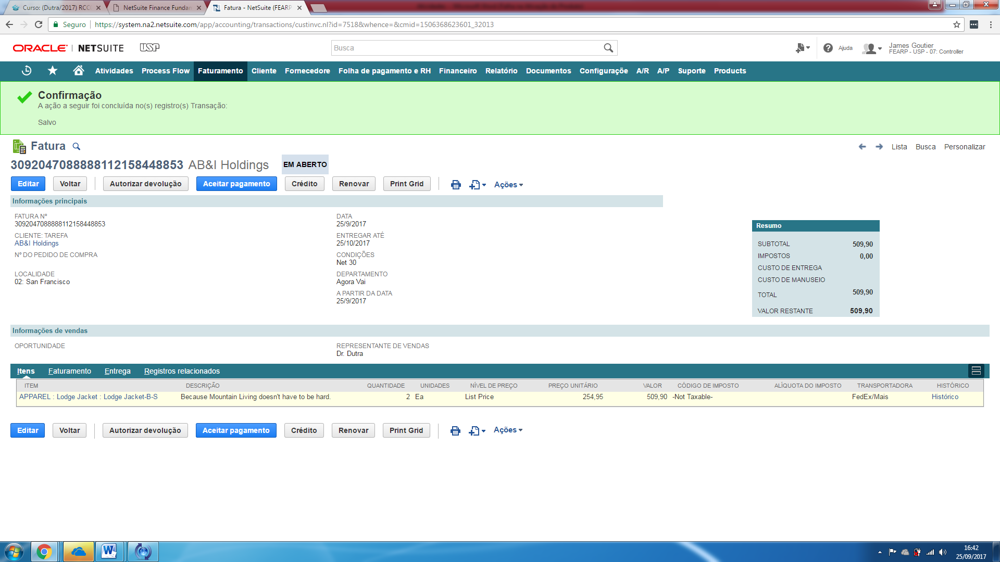 Curso: (Dutra/2017) RCC
NetSuite Finance Fundan
Fatura - NetSuite (FEARP
Seguro
https://system.na2.netsuite.com/app/accounting/transactions/custinvc.nl?id=7518&whence=&cmid=1506368623601_32013
ORACLE | NETSUITE USP
Busca
Ajuda
James Goutier
FEARP - USP - 07: Controller
Atividades Process Flow Faturamento Cliente Fornecedore Folha de pagamento e RH Financeiro Relatório Documentos Configuraçõe A/R A/P Suporte Products
Confirmação
A ação a seguir foi concluída no(s) registro(s) Transação:
Salvo
Fatura
Lista Busca Personalizar
3092047088888112158448853 AB&I Holdings EM ABERTO
Editar Voltar Autorizar devolução Aceitar pagamento Crédito Renovar Print Grid Ações
Informações principais
FATURA Nº
3092047088888112158448853
CLIENTE: TAREFA
AB&I Holdings
Nº DO PEDIDO DE COMPRA
LOCALIDADE
02: San Francisco
DATA
25/9/2017
ENTREGAR ATÉ
25/10/2017
CONDIÇÕES
Net 30
DEPARTAMENTO
Agora Vai
A PARTIR DA DATA
25/9/2017
Resumo
SUBTOTAL 509,90
IMPOSTOS 0,00
CUSTO DE ENTREGA
CUSTO DE MANUSEIO
TOTAL 509,90
VALOR RESTANTE 509,90
Informações de vendas
OPORTUNIDADE
REPRESENTANTE DE VENDAS
Dr. Dutra
Itens Faturamento Entrega Registros relacionados
ITEM DESCRIÇÃO QUANTIDADE UNIDADES NÍVEL DE PREÇO PREÇO UNITÁRIO VALOR CÓDIGO DE IMPOSTO ALÍQUOTA DO IMPOSTO TRANSPORTADORA HISTÓRICO
APPAREL : Lodge Jacket : Lodge Jacket-B-S Because Mountain Living doesn't have to be hard. 2 Ea List Price 254,95 509,90 -Not Taxable- FedEx/Mais Histórico
Editar Voltar Autorizar devolução Aceitar pagamento Crédito Renovar Print Grid Ações
16:42
25/09/2017